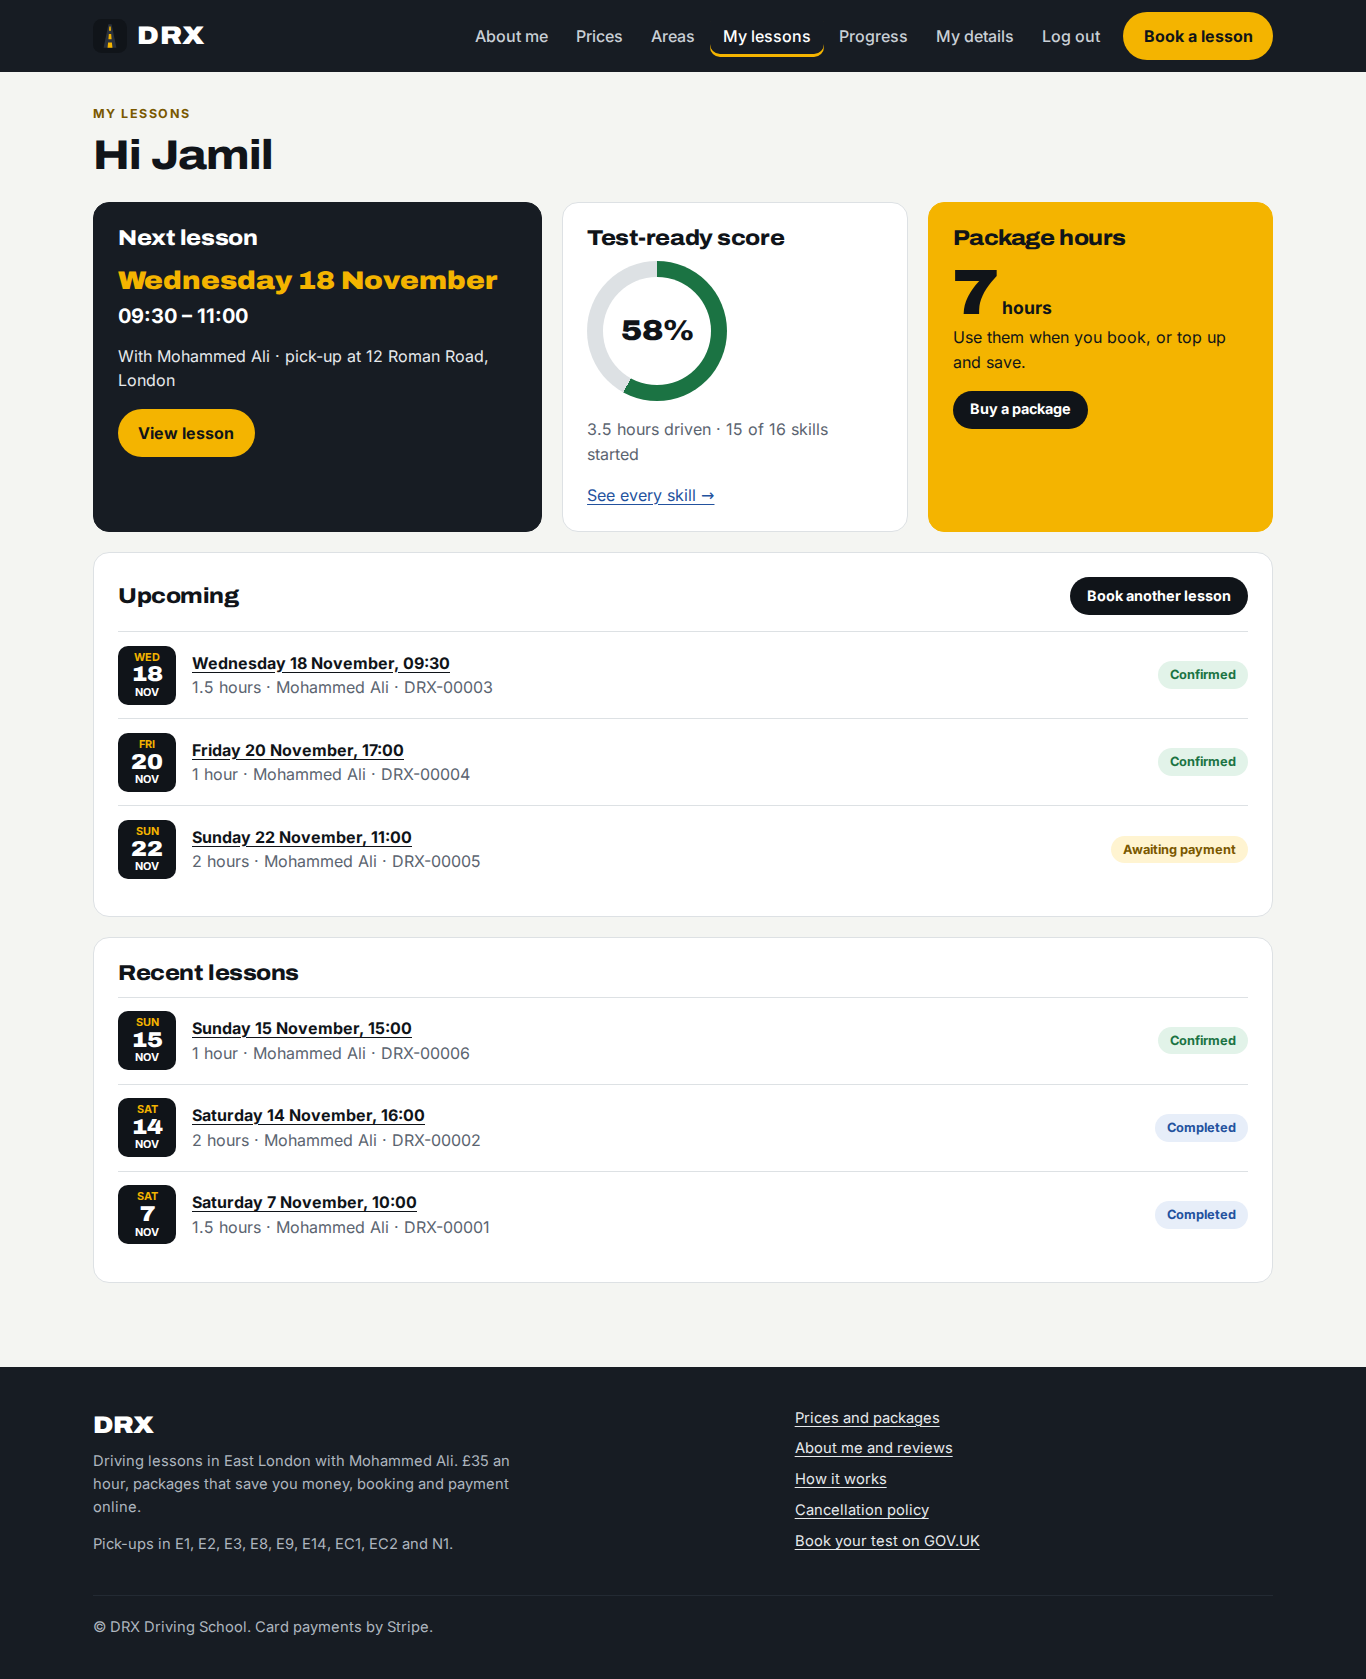 DRX
About me
Prices
Areas
My lessons
Progress
My details
Log out
Book a lesson
MY LESSONS
Hi Jamil
Next lesson
Wednesday 18 November
09:30 – 11:00
With Mohammed Ali · pick-up at 12 Roman Road,
London
View lesson
Test-ready score
58%
3.5 hours driven · 15 of 16 skills
started
See every skill →
Package hours
7 hours
Use them when you book, or top up
and save.
Buy a package
Upcoming
Book another lesson
WED
18
NOV
Wednesday 18 November, 09:30
1.5 hours · Mohammed Ali · DRX-00003
Confirmed
FRI
20
NOV
Friday 20 November, 17:00
1 hour · Mohammed Ali · DRX-00004
Confirmed
SUN
22
NOV
Sunday 22 November, 11:00
2 hours · Mohammed Ali · DRX-00005
Awaiting payment
Recent lessons
SUN
15
NOV
Sunday 15 November, 15:00
1 hour · Mohammed Ali · DRX-00006
Confirmed
SAT
14
NOV
Saturday 14 November, 16:00
2 hours · Mohammed Ali · DRX-00002
Completed
SAT
7
NOV
Saturday 7 November, 10:00
1.5 hours · Mohammed Ali · DRX-00001
Completed
DRX
Driving lessons in East London with Mohammed Ali. £35 an
hour, packages that save you money, booking and payment
online.
Pick-ups in E1, E2, E3, E8, E9, E14, EC1, EC2 and N1.
Prices and packages
About me and reviews
How it works
Cancellation policy
Book your test on GOV.UK
© DRX Driving School. Card payments by Stripe.